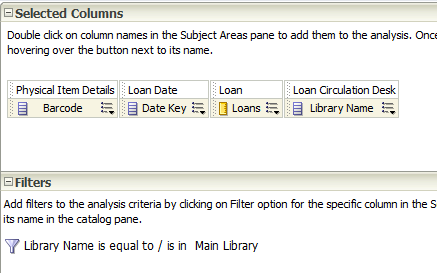 Selected Columns
Double click on column names in the Subject Areas pane to add them to the analysis. Once
hovering over the button next to its name.
Physical Item Details Loan Date Loan Loan Circulation Desk
Barcode Date Key Loans Library Name
Filters
Add filters to the analysis criteria by clicking on Filter option for the specific column in the S
its name in the catalog pane.
Library Name is equal to / is in Main Library